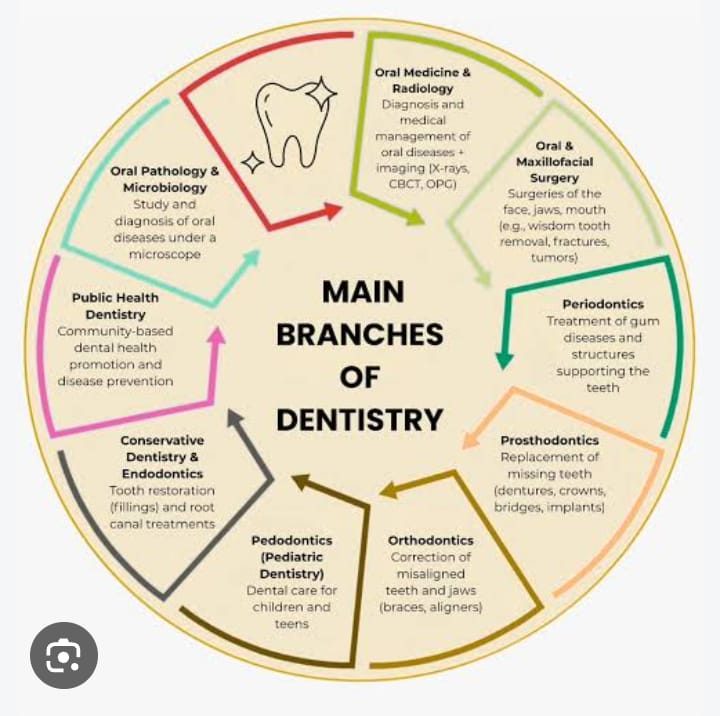 MAIN
BRANCHES
OF
DENTISTRY
Oral Medicine &
Radiology
Diagnosis and
medical
management of
oral diseases +
imaging (X-rays,
CBCT, OPG)
Oral &
Maxillofacial
Surgery
Surgeries of the
face, jaws, mouth
(e.g., wisdom tooth
removal, fractures,
tumors)
Periodontics
Treatment of gum
diseases and
structures
supporting the
teeth
Prosthodontics
Replacement of
missing teeth
(dentures, crowns,
bridges, implants)
Orthodontics
Correction of
misaligned
teeth and jaws
(braces, aligners)
Pedodontics
(Pediatric
Dentistry)
Dental care for
children and
teens
Conservative
Dentistry &
Endodontics
Tooth restoration
(fillings) and root
canal treatments
Public Health
Dentistry
Community-based
dental health
promotion and
disease prevention
Oral Pathology &
Microbiology
Study and
diagnosis of oral
diseases under a
microscope